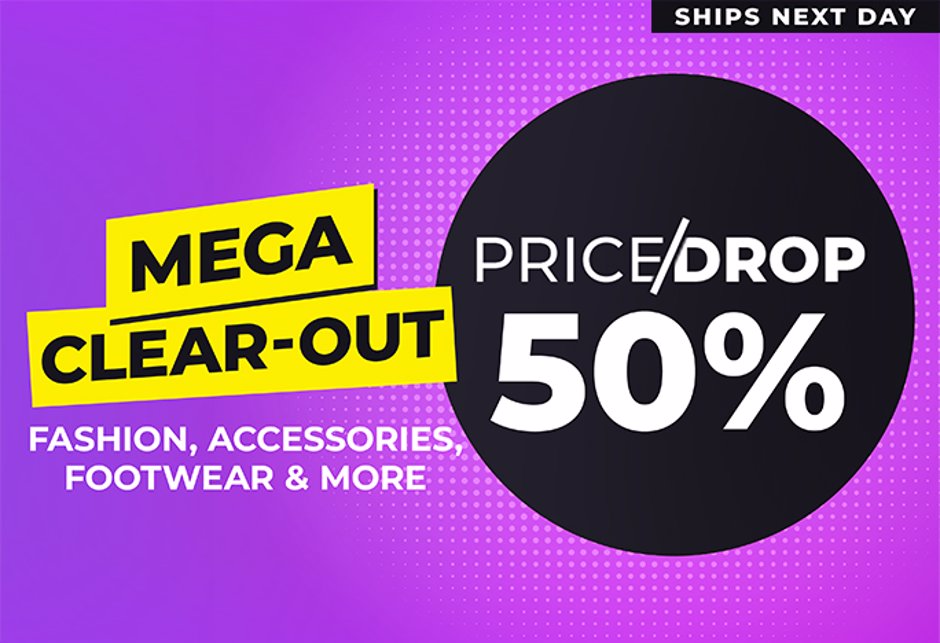 SHIPS NEXT DAY
MEGA
CLEAR-OUT
FASHION, ACCESSORIES,
FOOTWEAR & MORE
PRICE/DROP
50%